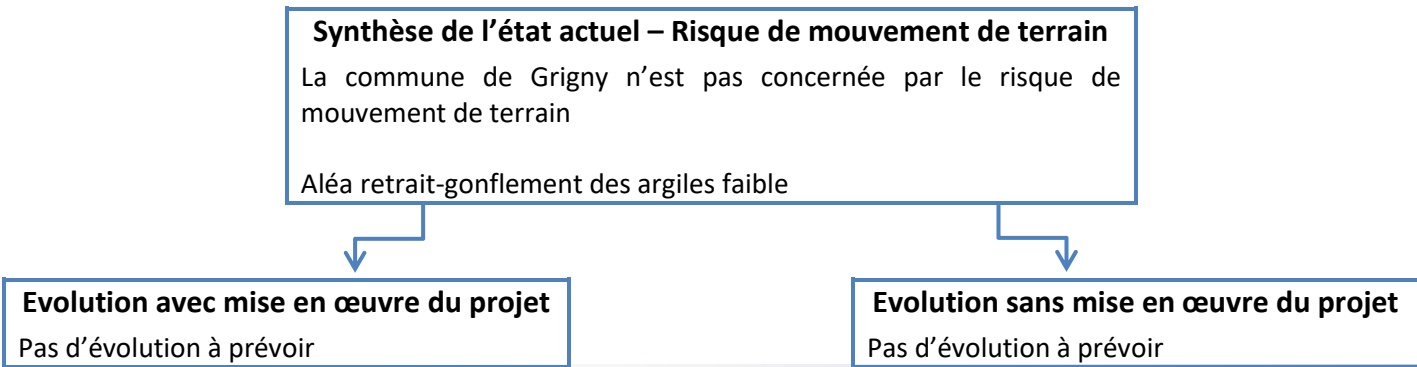 Synthèse de l’état actuel – Risque de mouvement de terrain
La commune de Grigny n’est pas concernée par le risque de
mouvement de terrain
Aléa retrait-gonflement des argiles faible
Evolution avec mise en œuvre du projet
Pas d’évolution à prévoir
Evolution sans mise en œuvre du projet
Pas d’évolution à prévoir